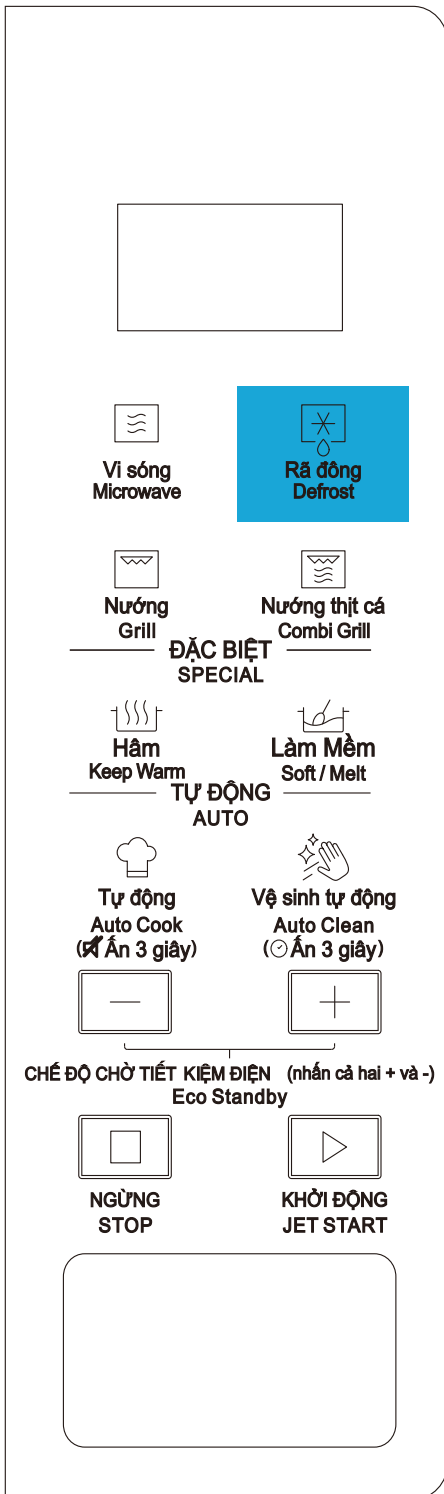 Vi sóng
Microwave
Rã đông
Defrost
Nướng
Grill
Nướng thịt cá
Combi Grill
ĐẶC BIỆT
SPECIAL
Hâm
Keep Warm
Làm Mềm
Soft / Melt
TỰ ĐỘNG
AUTO
Tự động
Auto Cook
(Ấn 3 giây)
Vệ sinh tự động
Auto Clean
(Ấn 3 giây)
CHẾ ĐỘ CHỜ TIẾT KIỆM ĐIỆN (nhấn cả hai + và -)
Eco Standby
NGỪNG
STOP
KHỞI ĐỘNG
JET START